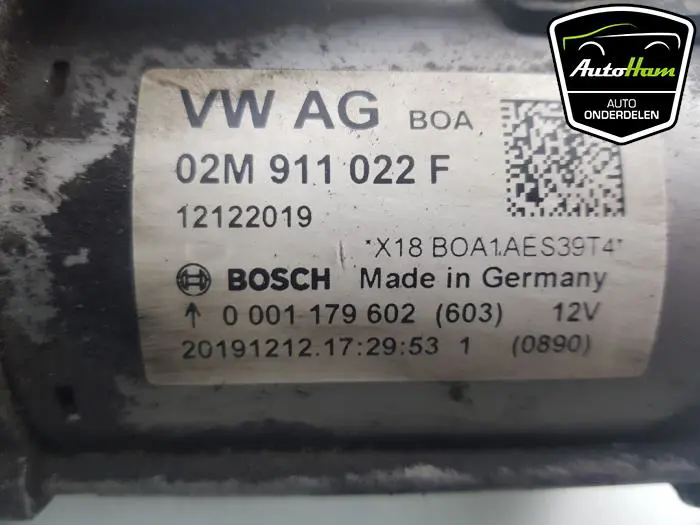 VW AG BOA
02M 911 022 F
12122019
*X18 BOA1AES39T4*
BOSCH Made in Germany
↑ 0 001 179 602 (603) 12V
20191212.17:29:53 1 (0890)
AutoHam
AUTO
ONDERDELEN